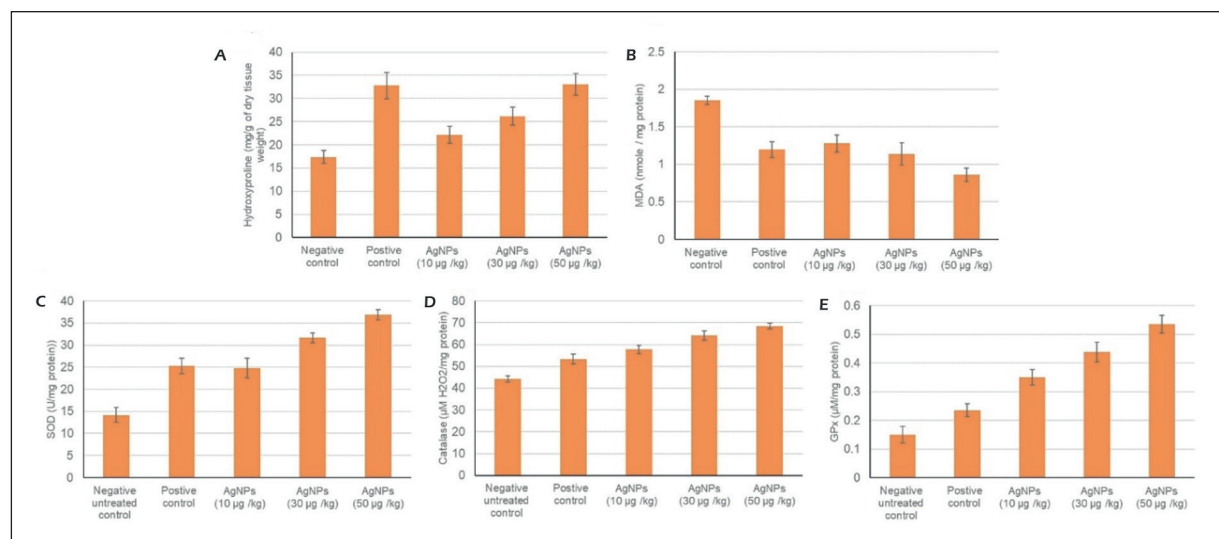 A
Hydroxyproline (mg/g of dry tissue
weight)
40
35
30
25
20
15
10
5
0
Negative
control
Postive
control
AgNPs
(10 µg /kg)
AgNPs
(30 µg /kg)
AgNPs
(50 µg /kg)
B
MDA (nmole / mg protein)
2.5
2
1.5
1
0.5
0
Negative
control
Postive
control
AgNPs
(10 µg /kg)
AgNPs
(30 µg /kg)
AgNPs
(50 µg /kg)
C
SOD (U/mg protein))
40
35
30
25
20
15
10
5
0
Negative
untreated
control
Postive
control
AgNPs
(10 µg /kg)
AgNPs
(30 µg /kg)
AgNPs
(50 µg /kg)
D
Catalase (µM H2O2/mg protein)
80
70
60
50
40
30
20
10
0
Negative
untreated
control
Postive
control
AgNPs
(10 µg /kg)
AgNPs
(30 µg /kg)
AgNPs
(50 µg /kg)
E
GPx (µM/mg protein)
0.6
0.5
0.4
0.3
0.2
0.1
0
Negative
untreated
control
Postive
control
AgNPs
(10 µg /kg)
AgNPs
(30 µg /kg)
AgNPs
(50 µg /kg)